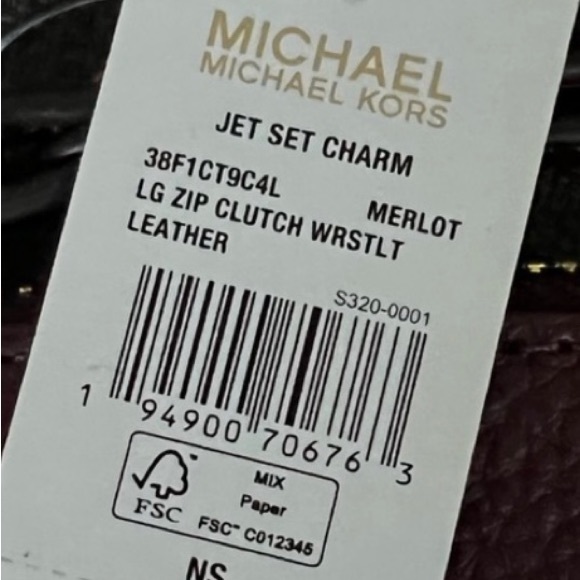 MICHAEL
MICHAEL KORS
JET SET CHARM
38F1CT9C4L MERLOT
LG ZIP CLUTCH WRSTLT
LEATHER
S320-0001
1 94900 70676 3
FSC
MIX
Paper
FSC™ C012345
NS